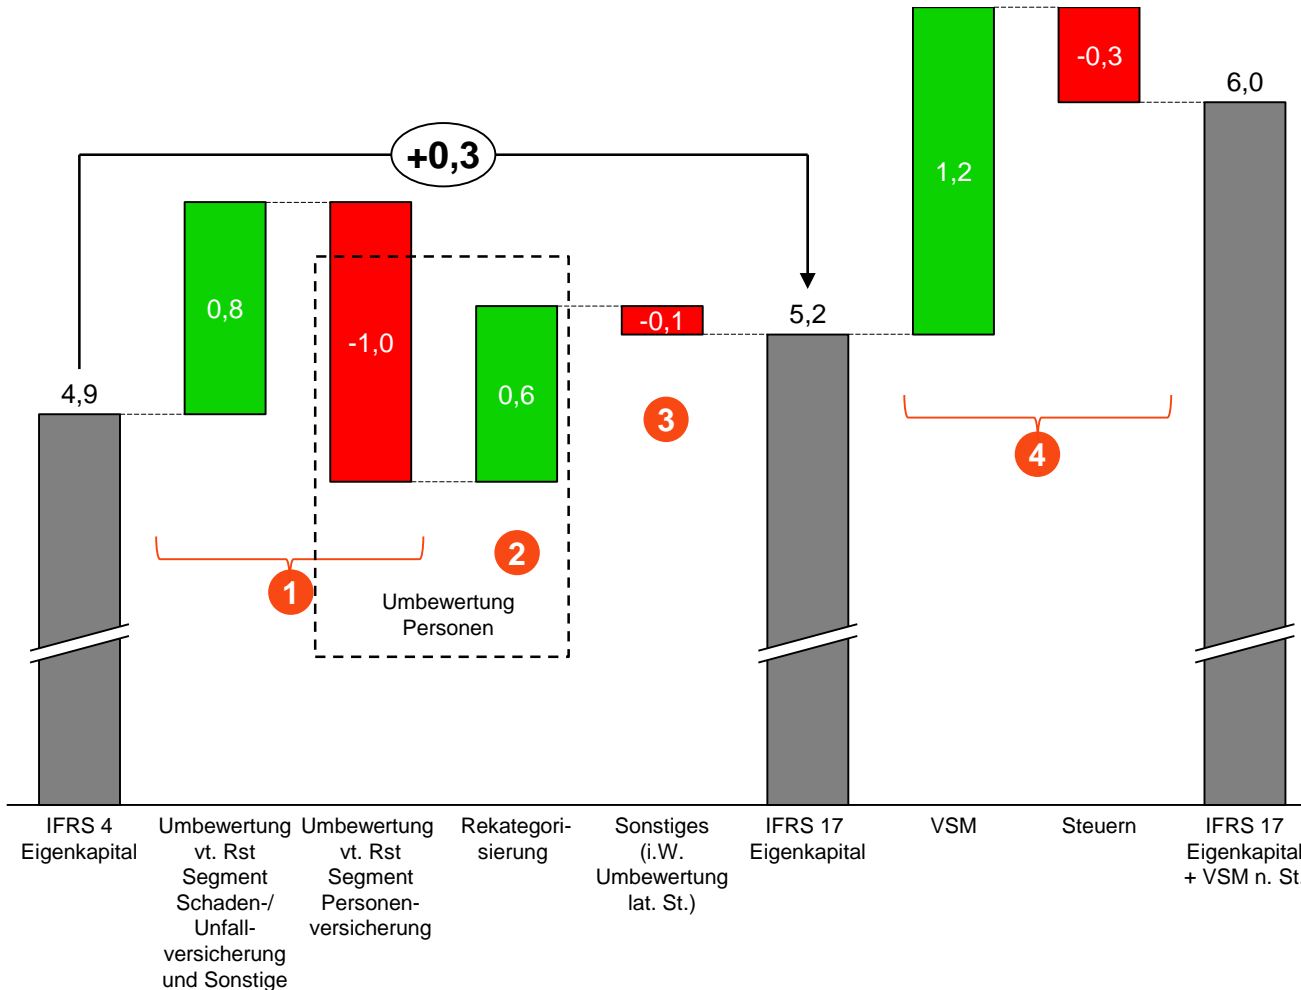 -0,3
6,0
+0,3
1,2
0,8
-1,0
5,2
-0,1
4,9
0,6
3
4
2
1
Umbewertung
Personen
IFRS 4
Eigenkapital
Umbewertung
vt. Rst
Segment
Schaden-/
Unfall-
versicherung
und Sonstige
Umbewertung
vt. Rst
Segment
Personen-
versicherung
Rekategori-
sierung
Sonstiges
(i.W.
Umbewertung
lat. St.)
IFRS 17
Eigenkapital
VSM
Steuern
IFRS 17
Eigenkapital
+ VSM n. St.